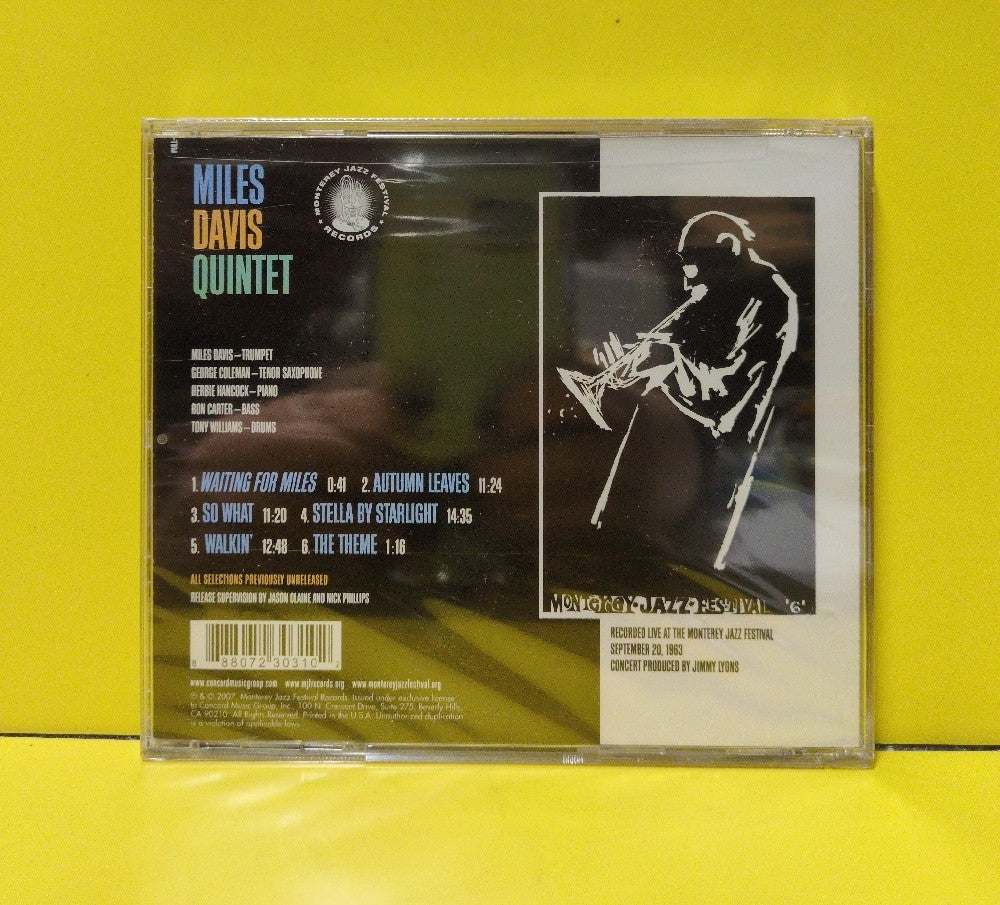 MILES
DAVIS
QUINTET
MONTEREY JAZZ FESTIVAL
RECORDS
MILES DAVIS – TRUMPET
GEORGE COLEMAN – TENOR SAXOPHONE
HERBIE HANCOCK – PIANO
RON CARTER – BASS
TONY WILLIAMS – DRUMS
1. WAITING FOR MILES 0:41 2. AUTUMN LEAVES 11:24
3. SO WHAT 11:20 4. STELLA BY STARLIGHT 14:35
5. WALKIN' 12:48 6. THE THEME 1:16
ALL SELECTIONS PREVIOUSLY UNRELEASED
RELEASE SUPERVISION BY JASON OLAINE AND NICK PHILLIPS
8 88072 30310 2
www.concordmusicgroup.com www.mjfrecords.org www.montereyjazzfestival.org
℗ & © 2007, Monterey Jazz Festival Records. Issued under exclusive license
to Concord Music Group, Inc., 100 N. Crescent Drive, Suite 275, Beverly Hills,
CA 90210. All Rights Reserved. Printed in the U.S.A. Unauthorized duplication
is a violation of applicable laws.
MONTEREY-JAZZ-FESTIVAL '6'
RECORDED LIVE AT THE MONTEREY JAZZ FESTIVAL
SEPTEMBER 20, 1963
CONCERT PRODUCED BY JIMMY LYONS